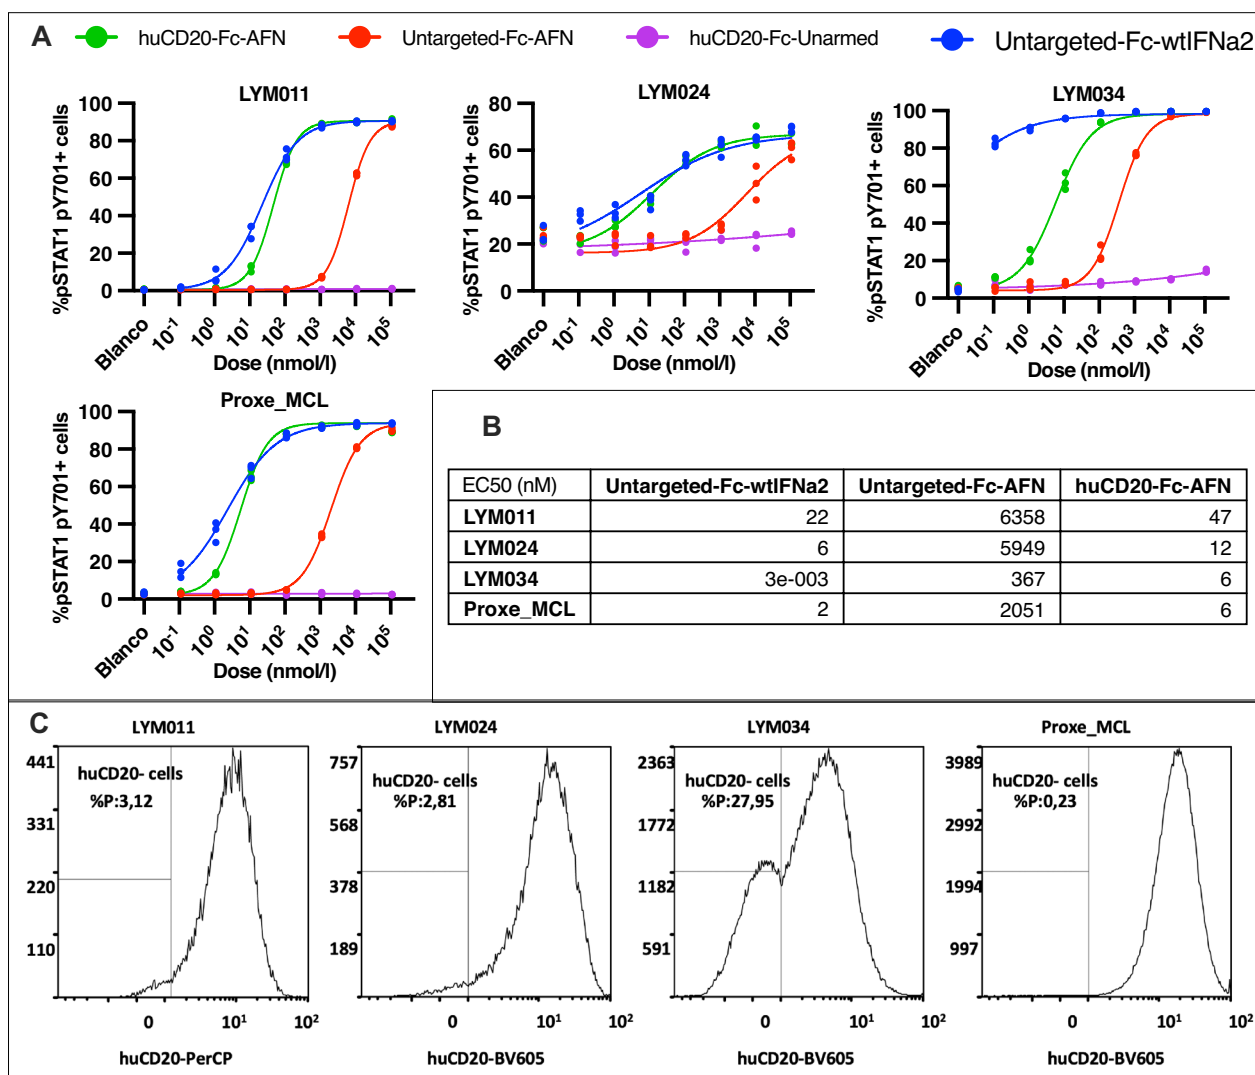 A
huCD20-Fc-AFN
Untargeted-Fc-AFN
huCD20-Fc-Unarmed
Untargeted-Fc-wtIFNa2
LYM011
%pSTAT1 pY701+ cells
100
80
60
40
20
0
Blanco
10-1
100
101
102
103
104
105
Dose (nmol/l)
LYM024
%pSTAT1 pY701+ cells
100
80
60
40
20
0
Blanco
10-1
100
101
102
103
104
105
Dose (nmol/l)
LYM034
%pSTAT1 pY701+ cells
100
80
60
40
20
0
Blanco
10-1
100
101
102
103
104
105
Dose (nmol/l)
Proxe_MCL
%pSTAT1 pY701+ cells
100
80
60
40
20
0
Blanco
10-1
100
101
102
103
104
105
Dose (nmol/l)
B
EC50 (nM) Untargeted-Fc-wtIFNa2 Untargeted-Fc-AFN huCD20-Fc-AFN
LYM011 22 6358 47
LYM024 6 5949 12
LYM034 3e-003 367 6
Proxe_MCL 2 2051 6
C
LYM011
441
331
220
110
huCD20- cells
%P:3,12
0 101 102
huCD20-PerCP
LYM024
757
568
378
189
huCD20- cells
%P:2,81
0 101 102
huCD20-BV605
LYM034
2363
1772
1182
591
huCD20- cells
%P:27,95
0 101 102
huCD20-BV605
Proxe_MCL
3989
2992
1994
997
huCD20- cells
%P:0,23
0 101 102
huCD20-BV605